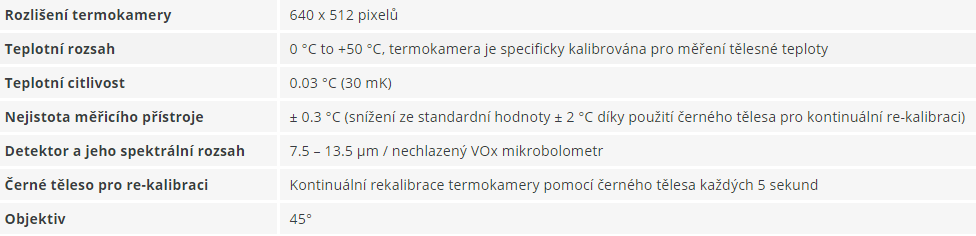 Rozlišení termokamery 640 x 512 pixelů
Teplotní rozsah 0 °C to +50 °C, termokamera je specificky kalibrována pro měření tělesné teploty
Teplotní citlivost 0.03 °C (30 mK)
Nejistota měřicího přístroje ± 0.3 °C (snížení ze standardní hodnoty ± 2 °C díky použití černého tělesa pro kontinuální re-kalibraci)
Detektor a jeho spektrální rozsah 7.5 – 13.5 μm / nechlazený VOx mikrobolometr
Černé těleso pro re-kalibraci Kontinuální rekalibrace termokamery pomocí černého tělesa každých 5 sekund
Objektiv 45°